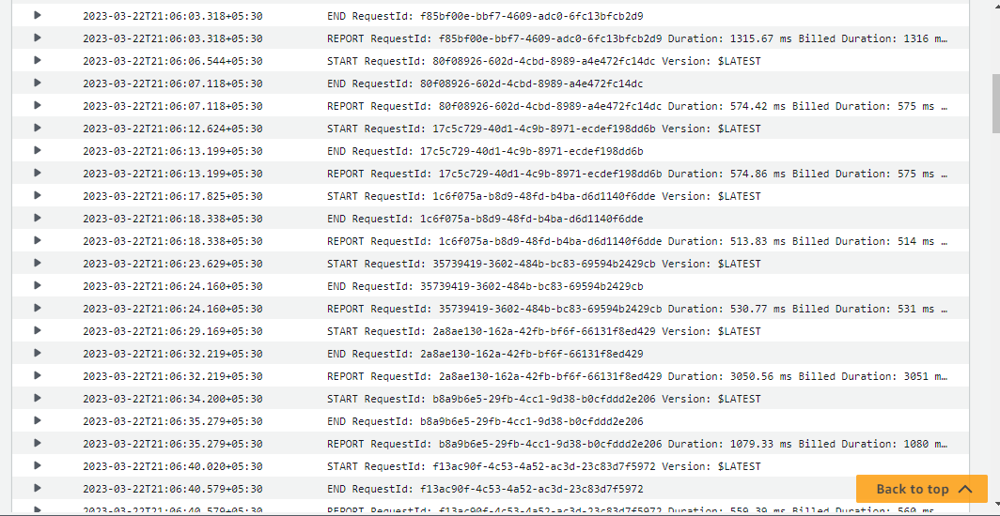 2023-03-22T21:06:03.318+05:30 END RequestId: f85bf00e-bbf7-4609-adc0-6fc13bfcb2d9
2023-03-22T21:06:03.318+05:30 REPORT RequestId: f85bf00e-bbf7-4609-adc0-6fc13bfcb2d9 Duration: 1315.67 ms Billed Duration: 1316 m…
2023-03-22T21:06:06.544+05:30 START RequestId: 80f08926-602d-4cbd-8989-a4e472fc14dc Version: $LATEST
2023-03-22T21:06:07.118+05:30 END RequestId: 80f08926-602d-4cbd-8989-a4e472fc14dc
2023-03-22T21:06:07.118+05:30 REPORT RequestId: 80f08926-602d-4cbd-8989-a4e472fc14dc Duration: 574.42 ms Billed Duration: 575 ms …
2023-03-22T21:06:12.624+05:30 START RequestId: 17c5c729-40d1-4c9b-8971-ecdef198dd6b Version: $LATEST
2023-03-22T21:06:13.199+05:30 END RequestId: 17c5c729-40d1-4c9b-8971-ecdef198dd6b
2023-03-22T21:06:13.199+05:30 REPORT RequestId: 17c5c729-40d1-4c9b-8971-ecdef198dd6b Duration: 574.86 ms Billed Duration: 575 ms …
2023-03-22T21:06:17.825+05:30 START RequestId: 1c6f075a-b8d9-48fd-b4ba-d6d1140f6dde Version: $LATEST
2023-03-22T21:06:18.338+05:30 END RequestId: 1c6f075a-b8d9-48fd-b4ba-d6d1140f6dde
2023-03-22T21:06:18.338+05:30 REPORT RequestId: 1c6f075a-b8d9-48fd-b4ba-d6d1140f6dde Duration: 513.83 ms Billed Duration: 514 ms …
2023-03-22T21:06:23.629+05:30 START RequestId: 35739419-3602-484b-bc83-69594b2429cb Version: $LATEST
2023-03-22T21:06:24.160+05:30 END RequestId: 35739419-3602-484b-bc83-69594b2429cb
2023-03-22T21:06:24.160+05:30 REPORT RequestId: 35739419-3602-484b-bc83-69594b2429cb Duration: 530.77 ms Billed Duration: 531 ms …
2023-03-22T21:06:29.169+05:30 START RequestId: 2a8ae130-162a-42fb-bf6f-66131f8ed429 Version: $LATEST
2023-03-22T21:06:32.219+05:30 END RequestId: 2a8ae130-162a-42fb-bf6f-66131f8ed429
2023-03-22T21:06:32.219+05:30 REPORT RequestId: 2a8ae130-162a-42fb-bf6f-66131f8ed429 Duration: 3050.56 ms Billed Duration: 3051 m…
2023-03-22T21:06:34.200+05:30 START RequestId: b8a9b6e5-29fb-4cc1-9d38-b0cfddd2e206 Version: $LATEST
2023-03-22T21:06:35.279+05:30 END RequestId: b8a9b6e5-29fb-4cc1-9d38-b0cfddd2e206
2023-03-22T21:06:35.279+05:30 REPORT RequestId: b8a9b6e5-29fb-4cc1-9d38-b0cfddd2e206 Duration: 1079.33 ms Billed Duration: 1080 m…
2023-03-22T21:06:40.020+05:30 START RequestId: f13ac90f-4c53-4a52-ac3d-23c83d7f5972 Version: $LATEST
2023-03-22T21:06:40.579+05:30 END RequestId: f13ac90f-4c53-4a52-ac3d-23c83d7f5972
Back to top
2023-03-22T21:06:40.579+05:30 REPORT RequestId: f13ac90f-4c53-4a52-ac3d-23c83d7f5972 Duration: 559.39 ms Billed Duration: 560 ms